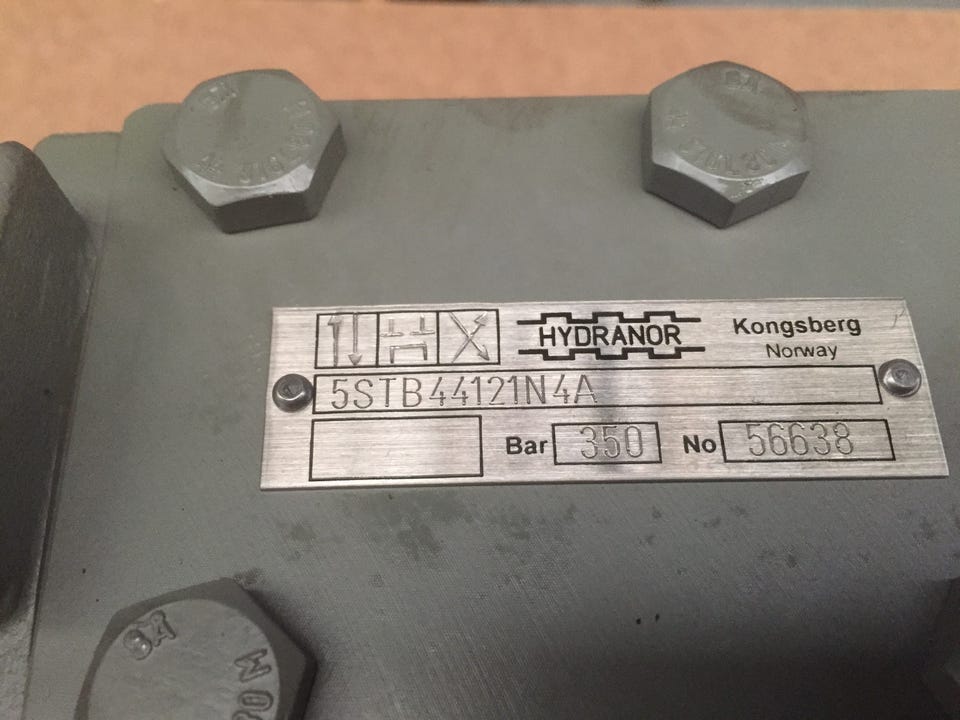 HYDRANOR
Kongsberg
Norway
5STB44121N4A
Bar 350 No 56638